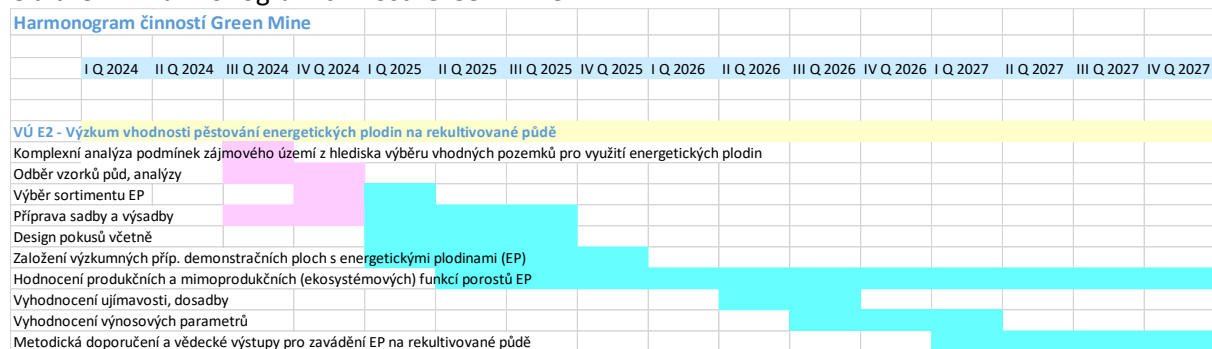 Harmonogram činností Green Mine
I Q 2024 II Q 2024 III Q 2024 IV Q 2024 I Q 2025 II Q 2025 III Q 2025 IV Q 2025 I Q 2026 II Q 2026 III Q 2026 IV Q 2026 I Q 2027 II Q 2027 III Q 2027 IV Q 2027
VÚ E2 - Výzkum vhodnosti pěstování energetických plodin na rekultivované půdě
Komplexní analýza podmínek zájmového území z hlediska výběru vhodných pozemků pro využití energetických plodin
Odběr vzorků půd, analýzy
Výběr sortimentu EP
Příprava sadby a výsadby
Design pokusů včetně
Založení výzkumných příp. demonstračních ploch s energetickými plodinami (EP)
Hodnocení produkčních a mimoprodukčních (ekosystémových) funkcí porostů EP
Vyhodnocení ujímavosti, dosadby
Vyhodnocení výnosových parametrů
Metodická doporučení a vědecké výstupy pro zavádění EP na rekultivované půdě